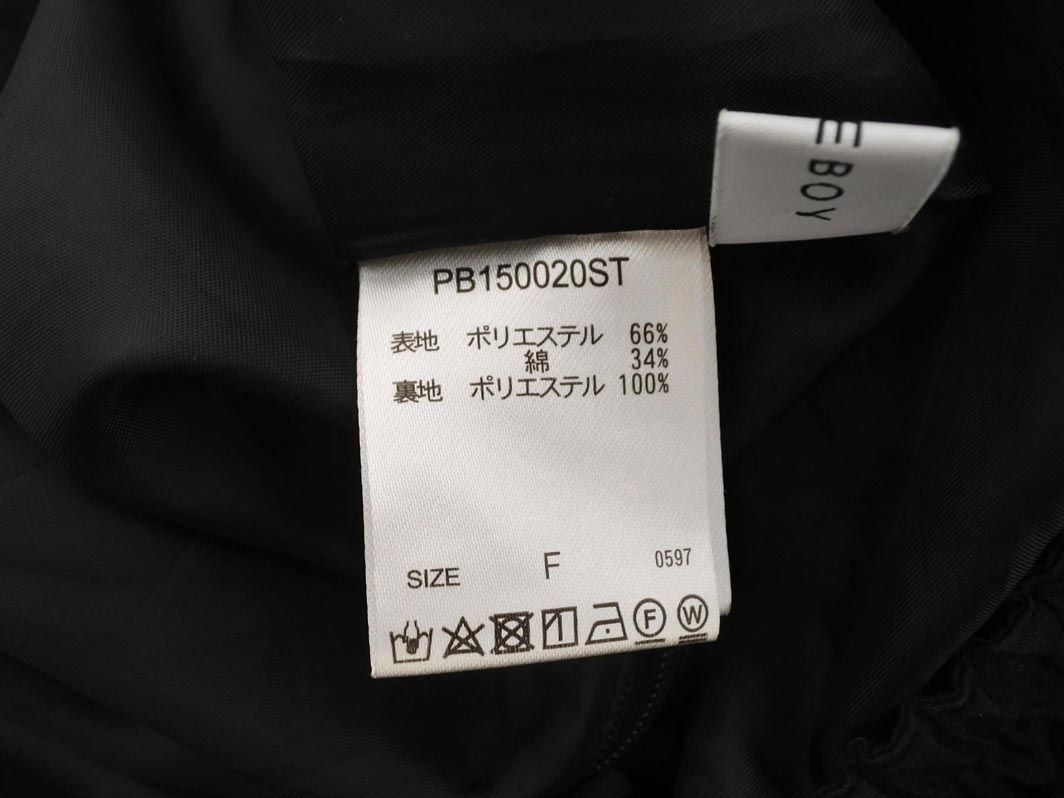 E
BOY
PB150020ST
表地 ポリエステル 66%
綿 34%
裏地 ポリエステル 100%
SIZE F 0597
F W